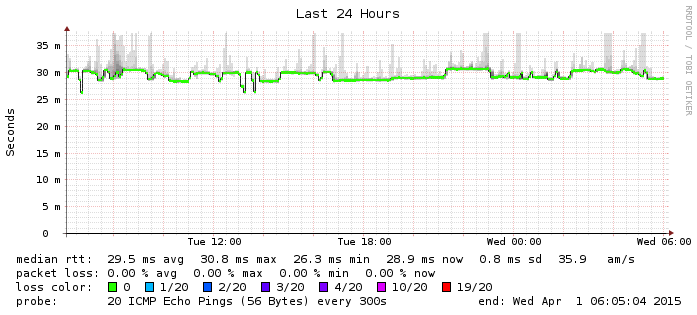 Last 24 Hours
RRDTOOL / TOBI OETIKER
Seconds
35 m
30 m
25 m
20 m
15 m
10 m
5 m
0
Tue 12:00 Tue 18:00 Wed 00:00 Wed 06:00
median rtt: 29.5 ms avg 30.8 ms max 26.3 ms min 28.9 ms now 0.8 ms sd 35.9 am/s
packet loss: 0.00 % avg 0.00 % max 0.00 % min 0.00 % now
loss color: 0 1/20 2/20 3/20 4/20 10/20 19/20
probe: 20 ICMP Echo Pings (56 Bytes) every 300s end: Wed Apr 1 06:05:04 2015